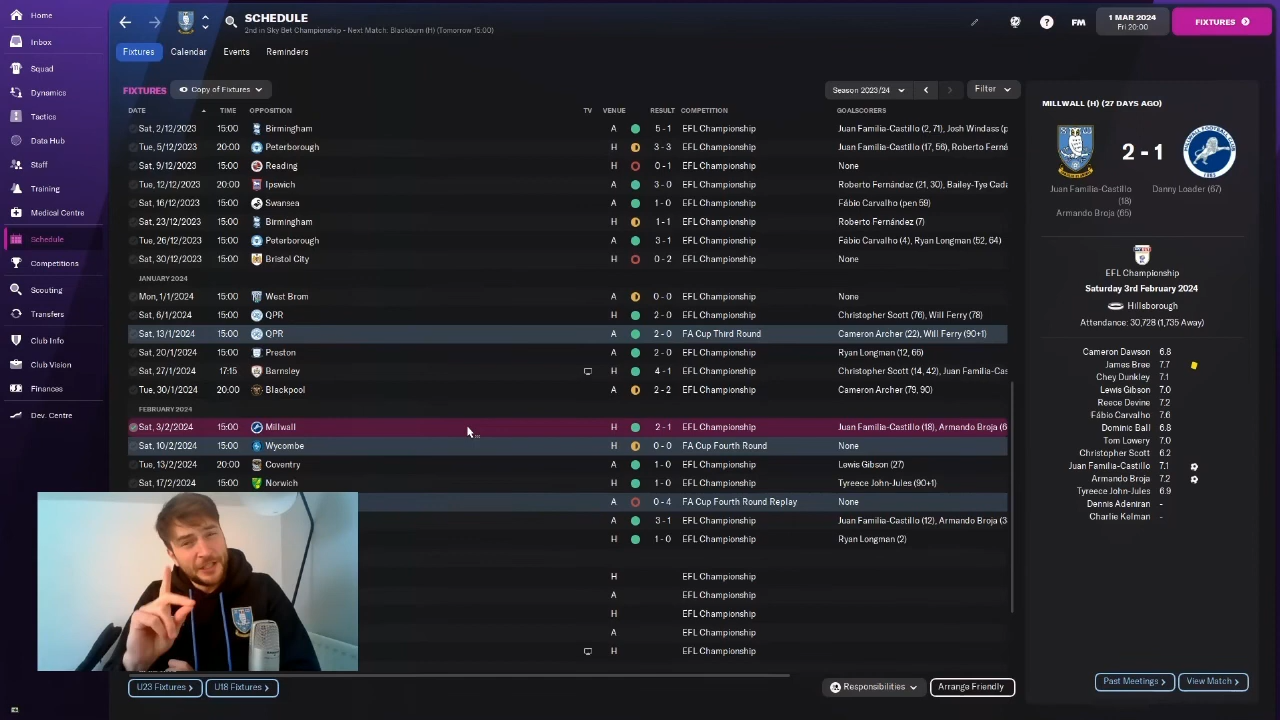 Home
Inbox
Squad
Dynamics
Tactics
Data Hub
Staff
Training
Medical Centre
Schedule
Competitions
Scouting
Transfers
Club Info
Club Vision
Finances
Dev. Centre
SCHEDULE
2nd in Sky Bet Championship - Next Match: Blackburn (H) (Tomorrow 15:00)
FM
1 MAR 2024
Fri 20:00
FIXTURES
Fixtures Calendar Events Reminders
FIXTURES Copy of Fixtures Season 2023/24 Filter
DATE TIME OPPOSITION TV VENUE RESULT COMPETITION GOALSCORERS
Sat, 2/12/2023 15:00 Birmingham A 5 - 1 EFL Championship Juan Familia-Castillo (2, 71), Josh Windass (p
Tue, 5/12/2023 20:00 Peterborough H 3 - 3 EFL Championship Juan Familia-Castillo (17, 56), Roberto Ferná
Sat, 9/12/2023 15:00 Reading H 0 - 1 EFL Championship None
Tue, 12/12/2023 20:00 Ipswich A 3 - 0 EFL Championship Roberto Fernández (21, 30), Bailey-Tye Cada
Sat, 16/12/2023 15:00 Swansea A 1 - 0 EFL Championship Fábio Carvalho (pen 59)
Sat, 23/12/2023 15:00 Birmingham H 1 - 1 EFL Championship Roberto Fernández (7)
Tue, 26/12/2023 15:00 Peterborough A 3 - 1 EFL Championship Fábio Carvalho (4), Ryan Longman (52, 64)
Sat, 30/12/2023 15:00 Bristol City H 0 - 2 EFL Championship None
JANUARY 2024
Mon, 1/1/2024 15:00 West Brom A 0 - 0 EFL Championship None
Sat, 6/1/2024 15:00 QPR H 2 - 0 EFL Championship Christopher Scott (76), Will Ferry (78)
Sat, 13/1/2024 15:00 QPR A 2 - 0 FA Cup Third Round Cameron Archer (22), Will Ferry (90+1)
Sat, 20/1/2024 15:00 Preston A 2 - 0 EFL Championship Ryan Longman (12, 66)
Sat, 27/1/2024 17:15 Barnsley H 4 - 1 EFL Championship Christopher Scott (14, 42), Juan Familia-Cas
Tue, 30/1/2024 20:00 Blackpool A 2 - 2 EFL Championship Cameron Archer (79, 90)
FEBRUARY 2024
Sat, 3/2/2024 15:00 Millwall H 2 - 1 EFL Championship Juan Familia-Castillo (18), Armando Broja (6
Sat, 10/2/2024 15:00 Wycombe H 0 - 0 FA Cup Fourth Round None
Tue, 13/2/2024 20:00 Coventry A 1 - 0 EFL Championship Lewis Gibson (27)
Sat, 17/2/2024 15:00 Norwich H 1 - 0 EFL Championship Tyreece John-Jules (90+1)
A 0 - 4 FA Cup Fourth Round Replay None
A 3 - 1 EFL Championship Juan Familia-Castillo (12), Armando Broja (3
H 1 - 0 EFL Championship Ryan Longman (2)
H EFL Championship
A EFL Championship
H EFL Championship
A EFL Championship
H EFL Championship
U23 Fixtures U18 Fixtures Responsibilities Arrange Friendly
MILLWALL (H) (27 DAYS AGO)
2 - 1
Juan Familia-Castillo Danny Loader (67)
(18)
Armando Broja (65)
EFL Championship
Saturday 3rd February 2024
Hillsborough
Attendance: 30,728 (1,735 Away)
Cameron Dawson 6.8
James Bree 7.7
Chey Dunkley 7.1
Lewis Gibson 7.0
Reece Devine 7.2
Fábio Carvalho 7.6
Dominic Ball 6.8
Tom Lowery 7.0
Christopher Scott 6.2
Juan Familia-Castillo 7.1
Armando Broja 7.2
Tyreece John-Jules 6.9
Dennis Adeniran -
Charlie Kelman -
Past Meetings View Match